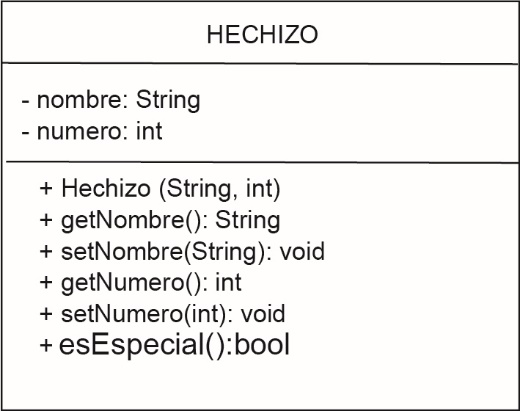 HECHIZO
- nombre: String
- numero: int
+ Hechizo (String, int)
+ getNombre(): String
+ setNombre(String): void
+ getNumero(): int
+ setNumero(int): void
+ esEspecial():bool